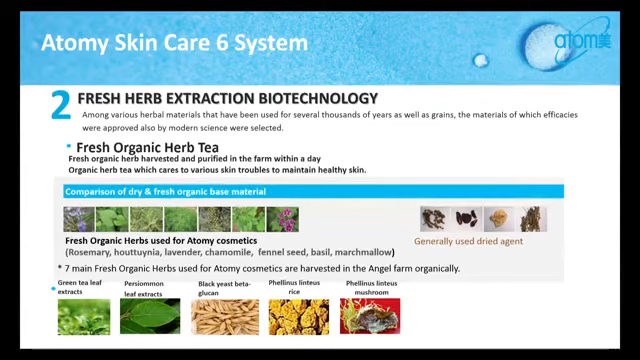 Atomy Skin Care 6 System
atom美
2 FRESH HERB EXTRACTION BIOTECHNOLOGY
Among various herbal materials that have been used for several thousands of years as well as grains, the materials of which efficacies
were approved also by modern science were selected.
• Fresh Organic Herb Tea
Fresh organic herb harvested and purified in the farm within a day
Organic herb tea which cares to various skin troubles to maintain healthy skin.
Comparison of dry & fresh organic base material
Fresh Organic Herbs used for Atomy cosmetics
Generally used dried agent
(Rosemary, houttuynia, lavender, chamomile, fennel seed, basil, marchmallow)
* 7 main Fresh Organic Herbs used for Atomy cosmetics are harvested in the Angel farm organically.
Green tea leaf
extracts
Persiommon
leaf extracts
Black yeast beta-
glucan
Phellinus linteus
rice
Phellinus linteus
mushroom